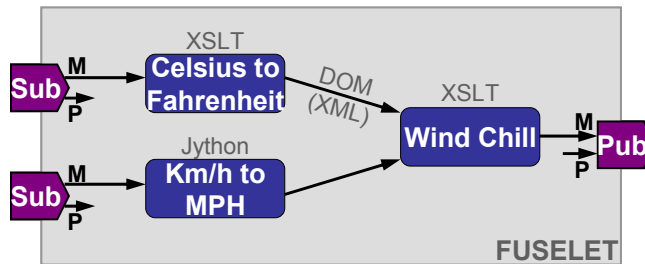 XSLT
M
Celsius to
Fahrenheit
Sub
P
DOM
(XML)
XSLT
Wind Chill
M
Pub
P
Jython
M
Km/h to
MPH
Sub
P
FUSELET